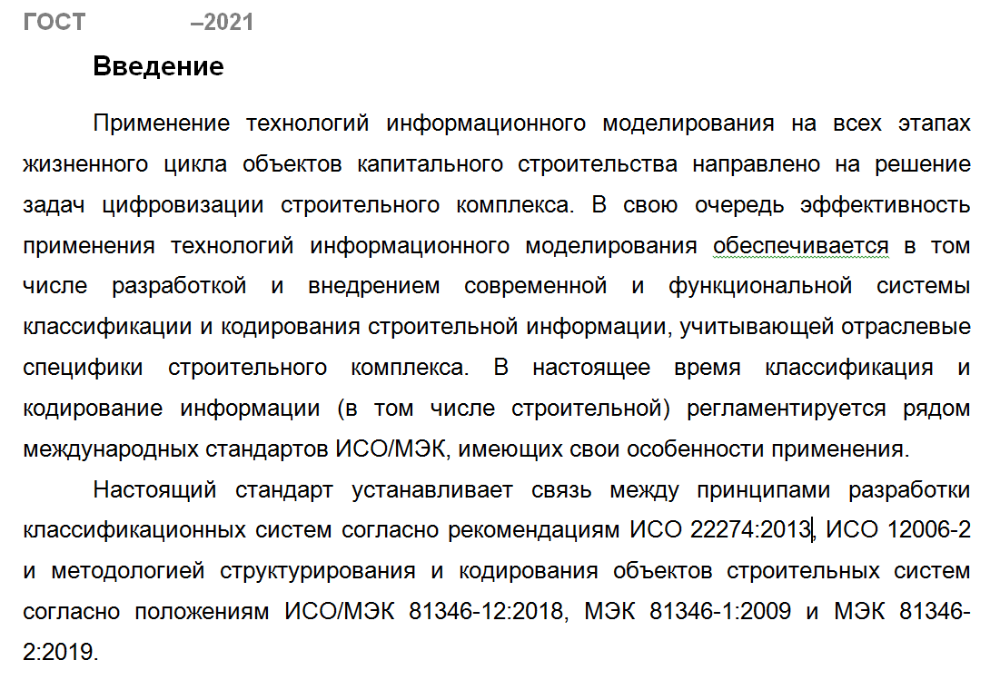 ГОСТ –2021
Введение
Применение технологий информационного моделирования на всех этапах
жизненного цикла объектов капитального строительства направлено на решение
задач цифровизации строительного комплекса. В свою очередь эффективность
применения технологий информационного моделирования обеспечивается в том
числе разработкой и внедрением современной и функциональной системы
классификации и кодирования строительной информации, учитывающей отраслевые
специфики строительного комплекса. В настоящее время классификация и
кодирование информации (в том числе строительной) регламентируется рядом
международных стандартов ИСО/МЭК, имеющих свои особенности применения.
Настоящий стандарт устанавливает связь между принципами разработки
классификационных систем согласно рекомендациям ИСО 22274:2013, ИСО 12006-2
и методологией структурирования и кодирования объектов строительных систем
согласно положениям ИСО/МЭК 81346-12:2018, МЭК 81346-1:2009 и МЭК 81346-
2:2019.